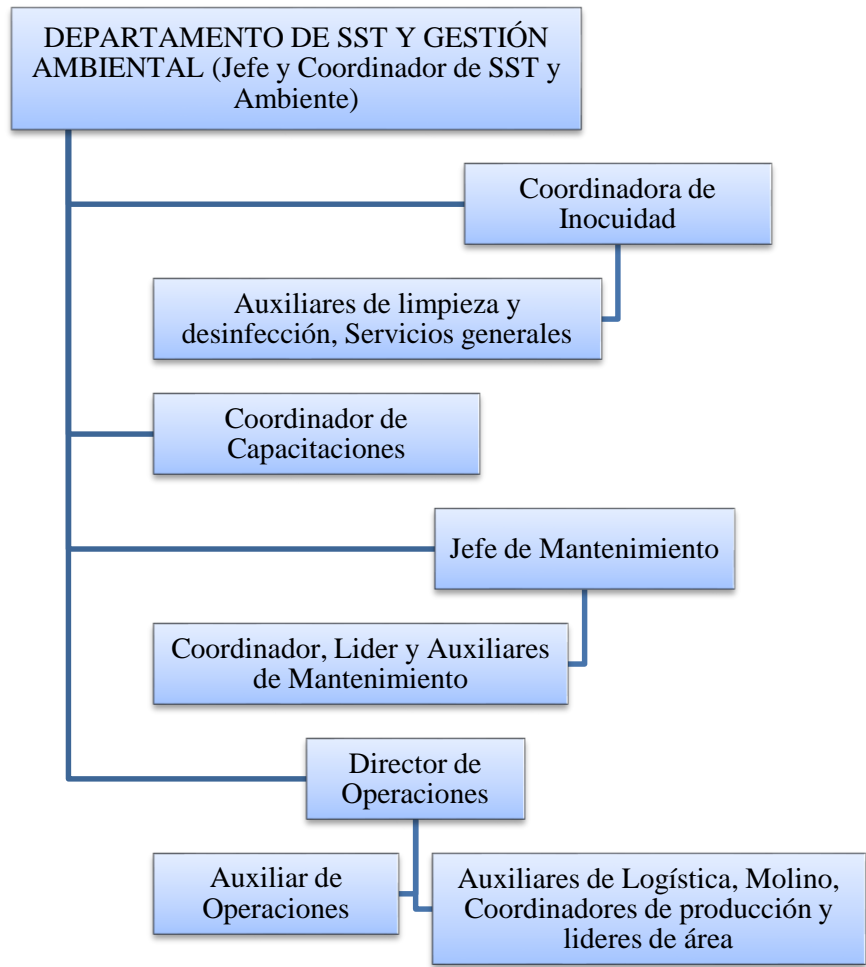 DEPARTAMENTO DE SST Y GESTIÓN
AMBIENTAL (Jefe y Coordinador de SST y
Ambiente)
Coordinadora de
Inocuidad
Auxiliares de limpieza y
desinfección, Servicios generales
Coordinador de
Capacitaciones
Jefe de Mantenimiento
Coordinador, Lider y Auxiliares
de Mantenimiento
Director de
Operaciones
Auxiliar de
Operaciones
Auxiliares de Logística, Molino,
Coordinadores de producción y
lideres de área